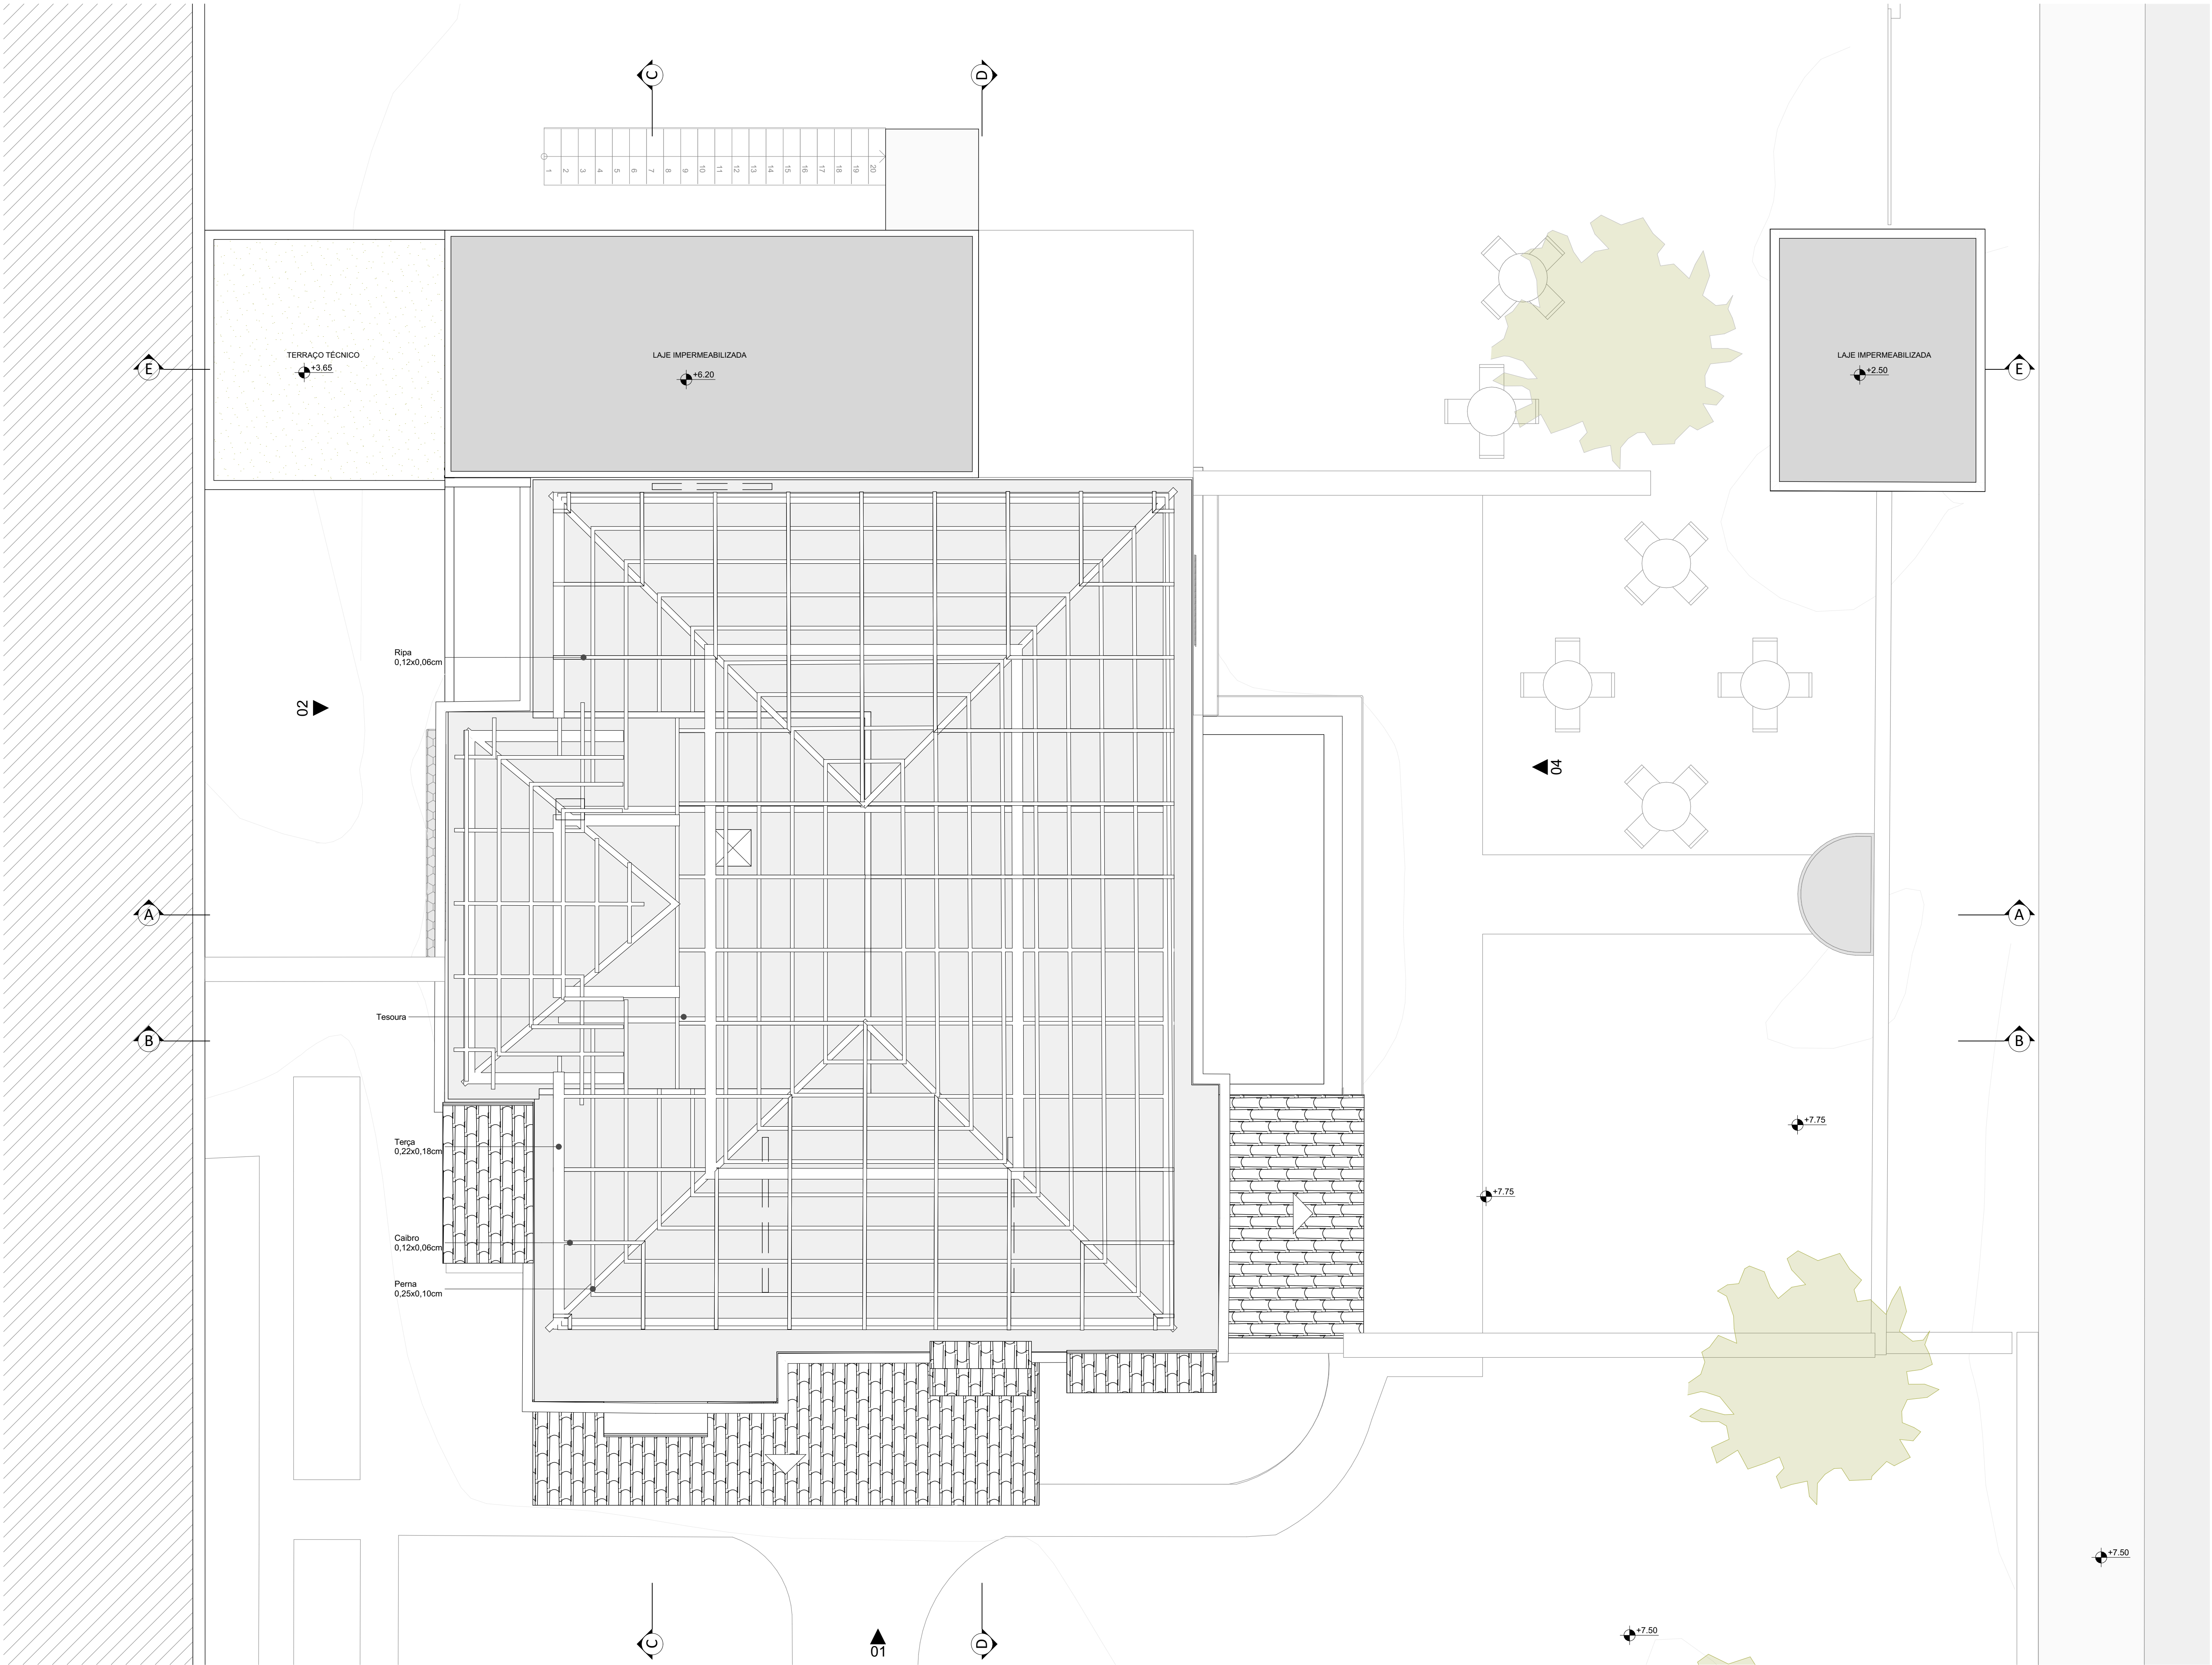 C
D
1 2 3 4 5 6 7 8 9 10 11 12 13 14 15 16 17 18 19 20
TERRAÇO TÉCNICO
+3.65
LAJE IMPERMEABILIZADA
+6.20
LAJE IMPERMEABILIZADA
+2.50
E
E
Ripa
0,12x0,06cm
02
04
A
A
Tesoura
B
B
Terça
0,22x0,18cm
+7.75
+7.75
Caibro
0,12x0,06cm
Perna
0,25x0,10cm
+7.50
+7.50
C
01
D